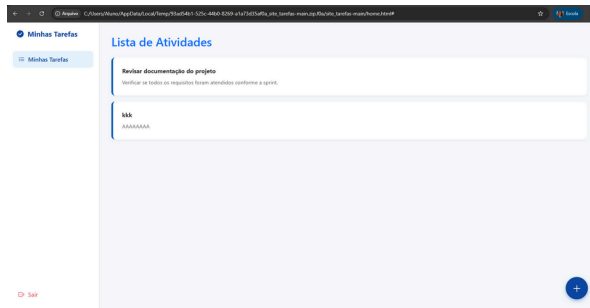 Arquivo C:/Users/Aluno/AppData/Local/Temp/93ad54b1-525c-44b0-8269-a1a73d35af0a_site_tarefas-main.zip.f0a/site_tarefas-main/home.html#
Escola
Minhas Tarefas
Minhas Tarefas
Lista de Atividades
Revisar documentação do projeto
Verificar se todos os requisitos foram atendidos conforme a sprint.
kkk
AAAAAAAA
Sair